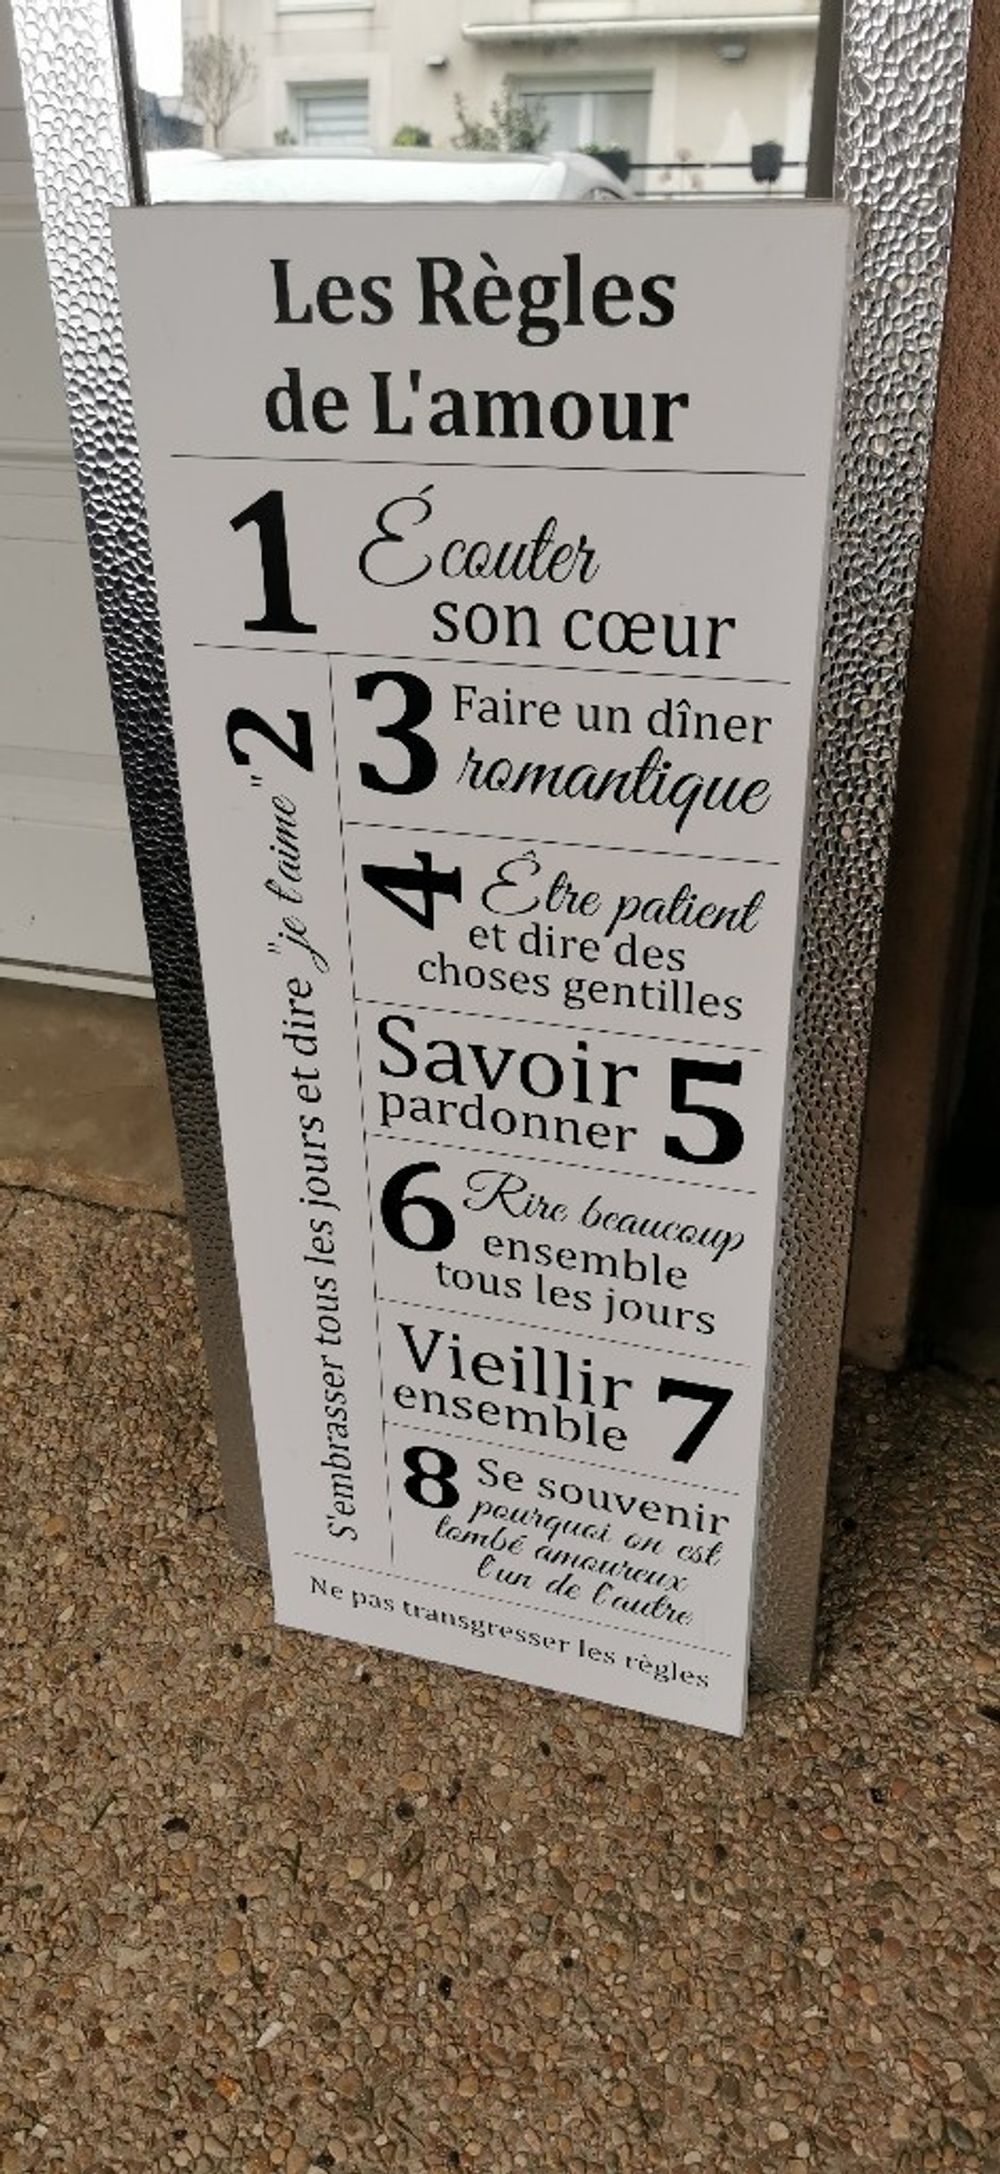 Les Règles
de L'amour
1 Écouter
son cœur
2 S'embrasser tous les jours et dire "je t'aime"
3 Faire un dîner
romantique
4 Être patient
et dire des
choses gentilles
Savoir 5
pardonner
6 Rire beaucoup
ensemble
tous les jours
Vieillir 7
ensemble
8 Se souvenir
pourquoi on est
tombé amoureux
l'un de l'autre
Ne pas transgresser les règles